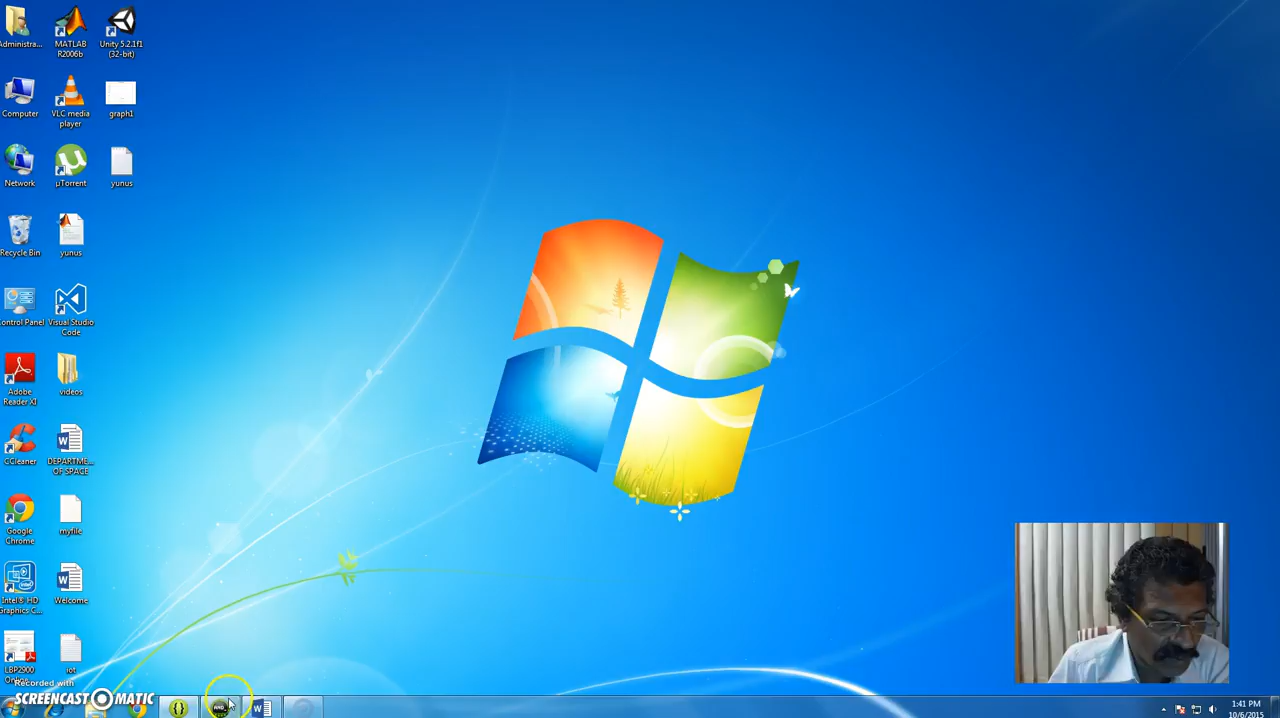 Administra...
MATLAB
R2006b
Unity 5.2.1f1
(32-bit)
Computer
VLC media
player
graph1
Network
µTorrent
yunus
Recycle Bin
yunus
Control Panel
Visual Studio
Code
Adobe
Reader XI
videos
CCleaner
DEPARTME...
OF SPACE
Google
Chrome
myfile
Intel® HD
Graphics C...
Welcome
LBP2900
Onlin...
iot
Recorded with
SCREENCAST MATIC
1:41 PM
10/6/2015